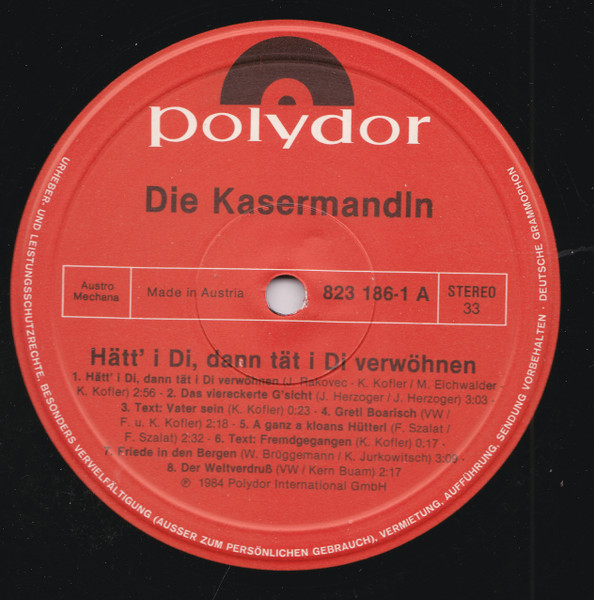 polydor
Die Kasermandln
Austro
Mechana
Made in Austria
823 186-1 A
STEREO
33
Hätt' i Di, dann tät i Di verwöhnen
1. Hätt' i Di, dann tät i Di verwöhnen (J. Rakovec - K. Kofler / M. Eichwalder -
K. Kofler) 2:56 - 2. Das viereckerte G'sicht (J. Herzoger / J. Herzoger) 3:03 -
3. Text: Vater sein (K. Kofler) 0:23 - 4. Gretl Boarisch (VW /
F. u. K. Kofler) 2:18 - 5. A ganz a kloans Hütterl (F. Szalat /
F. Szalat) 2:32 - 6. Text: Fremdgegangen (K. Kofler) 0:17 -
7. Friede in den Bergen (W. Brüggemann / K. Jurkowitsch) 3:09 -
8. Der Weltverdruß (VW / Kern Buam) 2:17
℗ 1984 Polydor International GmbH
URHEBER- UND LEISTUNGSSCHUTZRECHTE, BESONDERS VERVIELFÄLTIGUNG (AUSSER ZUM PERSÖNLICHEN GEBRAUCH), VERMIETUNG, AUFFÜHRUNG, SENDUNG VORBEHALTEN · DEUTSCHE GRAMMOPHON